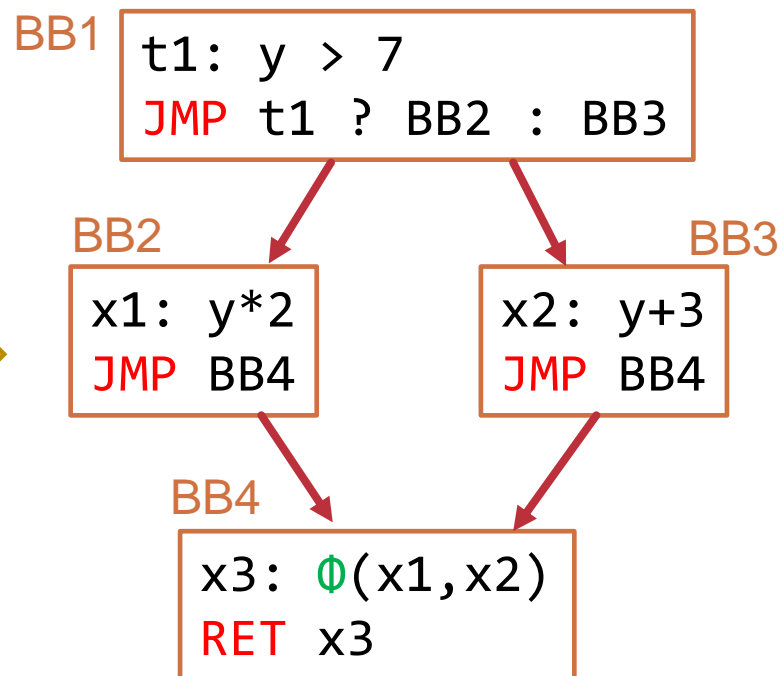 BB1
t1: y > 7
JMP t1 ? BB2 : BB3
BB2
x1: y*2
JMP BB4
BB3
x2: y+3
JMP BB4
BB4
x3: Φ(x1,x2)
RET x3